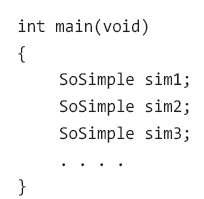 int main(void)
{
SoSimple sim1;
SoSimple sim2;
SoSimple sim3;
. . . .
}